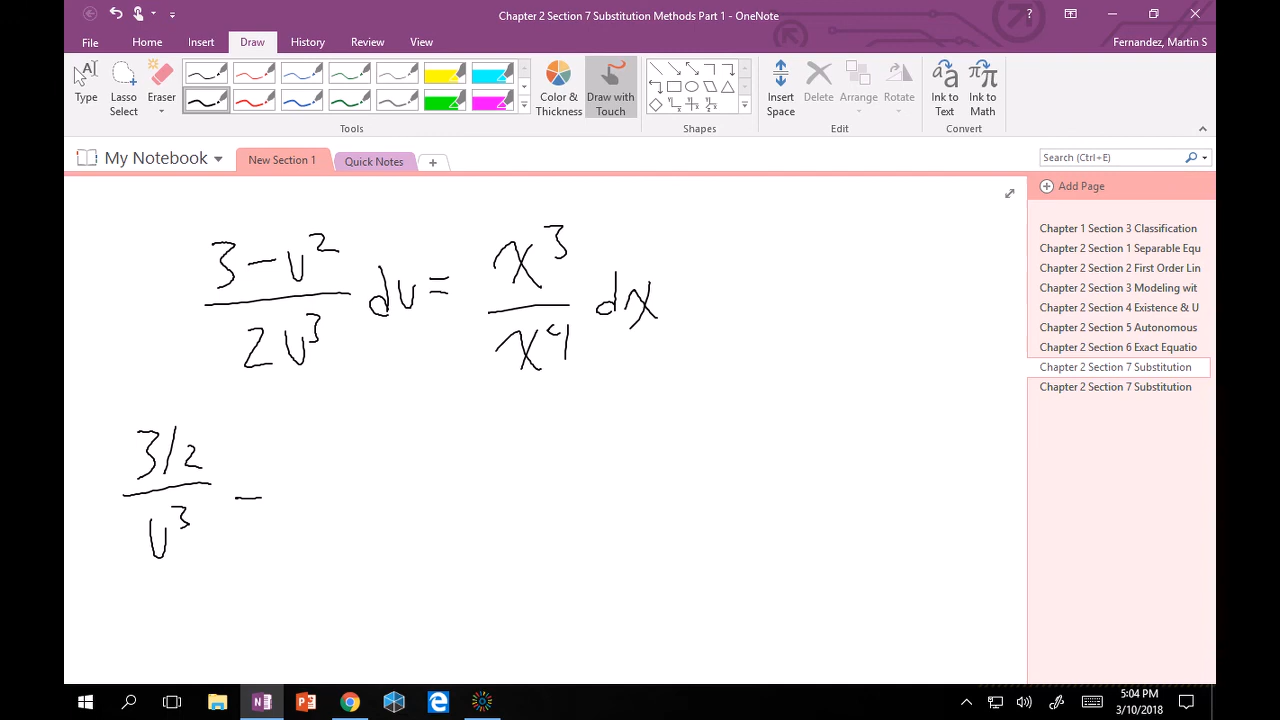 Chapter 2 Section 7 Substitution Methods Part 1 - OneNote
?
File Home Insert Draw History Review View Fernandez, Martin S
Type Lasso Select Eraser Color & Thickness Draw with Touch Insert Space Delete Arrange Rotate Ink to Text Ink to Math
Tools Shapes Edit Convert
My Notebook New Section 1 Quick Notes + Search (Ctrl+E)
Add Page
Chapter 1 Section 3 Classification
Chapter 2 Section 1 Separable Equ
Chapter 2 Section 2 First Order Lin
Chapter 2 Section 3 Modeling wit
Chapter 2 Section 4 Existence & U
Chapter 2 Section 5 Autonomous
Chapter 2 Section 6 Exact Equatio
Chapter 2 Section 7 Substitution
Chapter 2 Section 7 Substitution
(3-v^2)/(2v^3) dv = x^3/x^4 dx
(3/2)/v^3 -
5:04 PM
3/10/2018